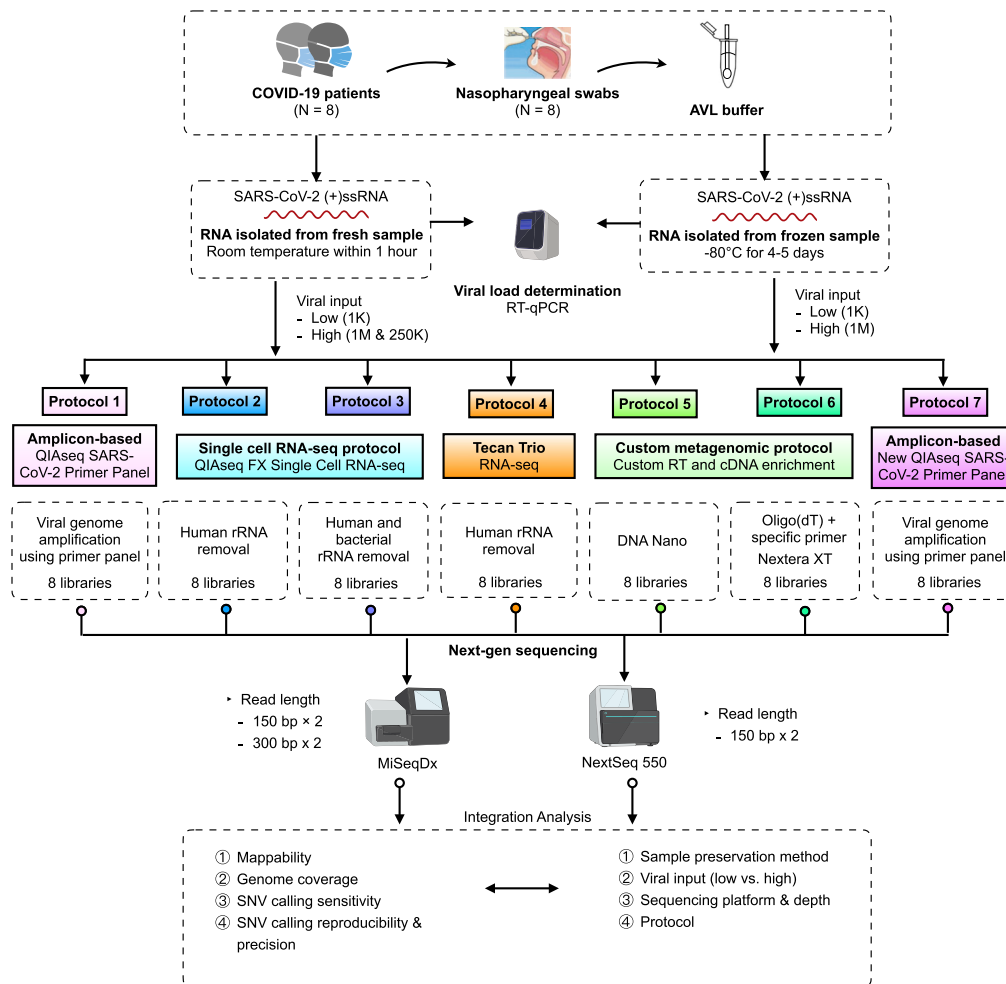 COVID-19 patients
(N = 8)
Nasopharyngeal swabs
(N = 8)
AVL buffer
SARS-CoV-2 (+)ssRNA
RNA isolated from fresh sample
Room temperature within 1 hour
SARS-CoV-2 (+)ssRNA
RNA isolated from frozen sample
-80°C for 4-5 days
Viral load determination
RT-qPCR
Viral input
- Low (1K)
- High (1M & 250K)
Viral input
- Low (1K)
- High (1M)
Protocol 1
Protocol 2
Protocol 3
Protocol 4
Protocol 5
Protocol 6
Protocol 7
Amplicon-based
QIAseq SARS-
CoV-2 Primer Panel
Single cell RNA-seq protocol
QIAseq FX Single Cell RNA-seq
Tecan Trio
RNA-seq
Custom metagenomic protocol
Custom RT and cDNA enrichment
Amplicon-based
New QIAseq SARS-
CoV-2 Primer Panel
Viral genome
amplification
using primer panel
8 libraries
Human rRNA
removal
8 libraries
Human and
bacterial
rRNA removal
8 libraries
Human rRNA
removal
8 libraries
DNA Nano
8 libraries
Oligo(dT) +
specific primer
Nextera XT
8 libraries
Viral genome
amplification
using primer panel
8 libraries
Next-gen sequencing
‣ Read length
- 150 bp × 2
- 300 bp x 2
MiSeqDx
NextSeq 550
‣ Read length
- 150 bp x 2
Integration Analysis
① Mappability
② Genome coverage
③ SNV calling sensitivity
④ SNV calling reproducibility &
precision
① Sample preservation method
② Viral input (low vs. high)
③ Sequencing platform & depth
④ Protocol